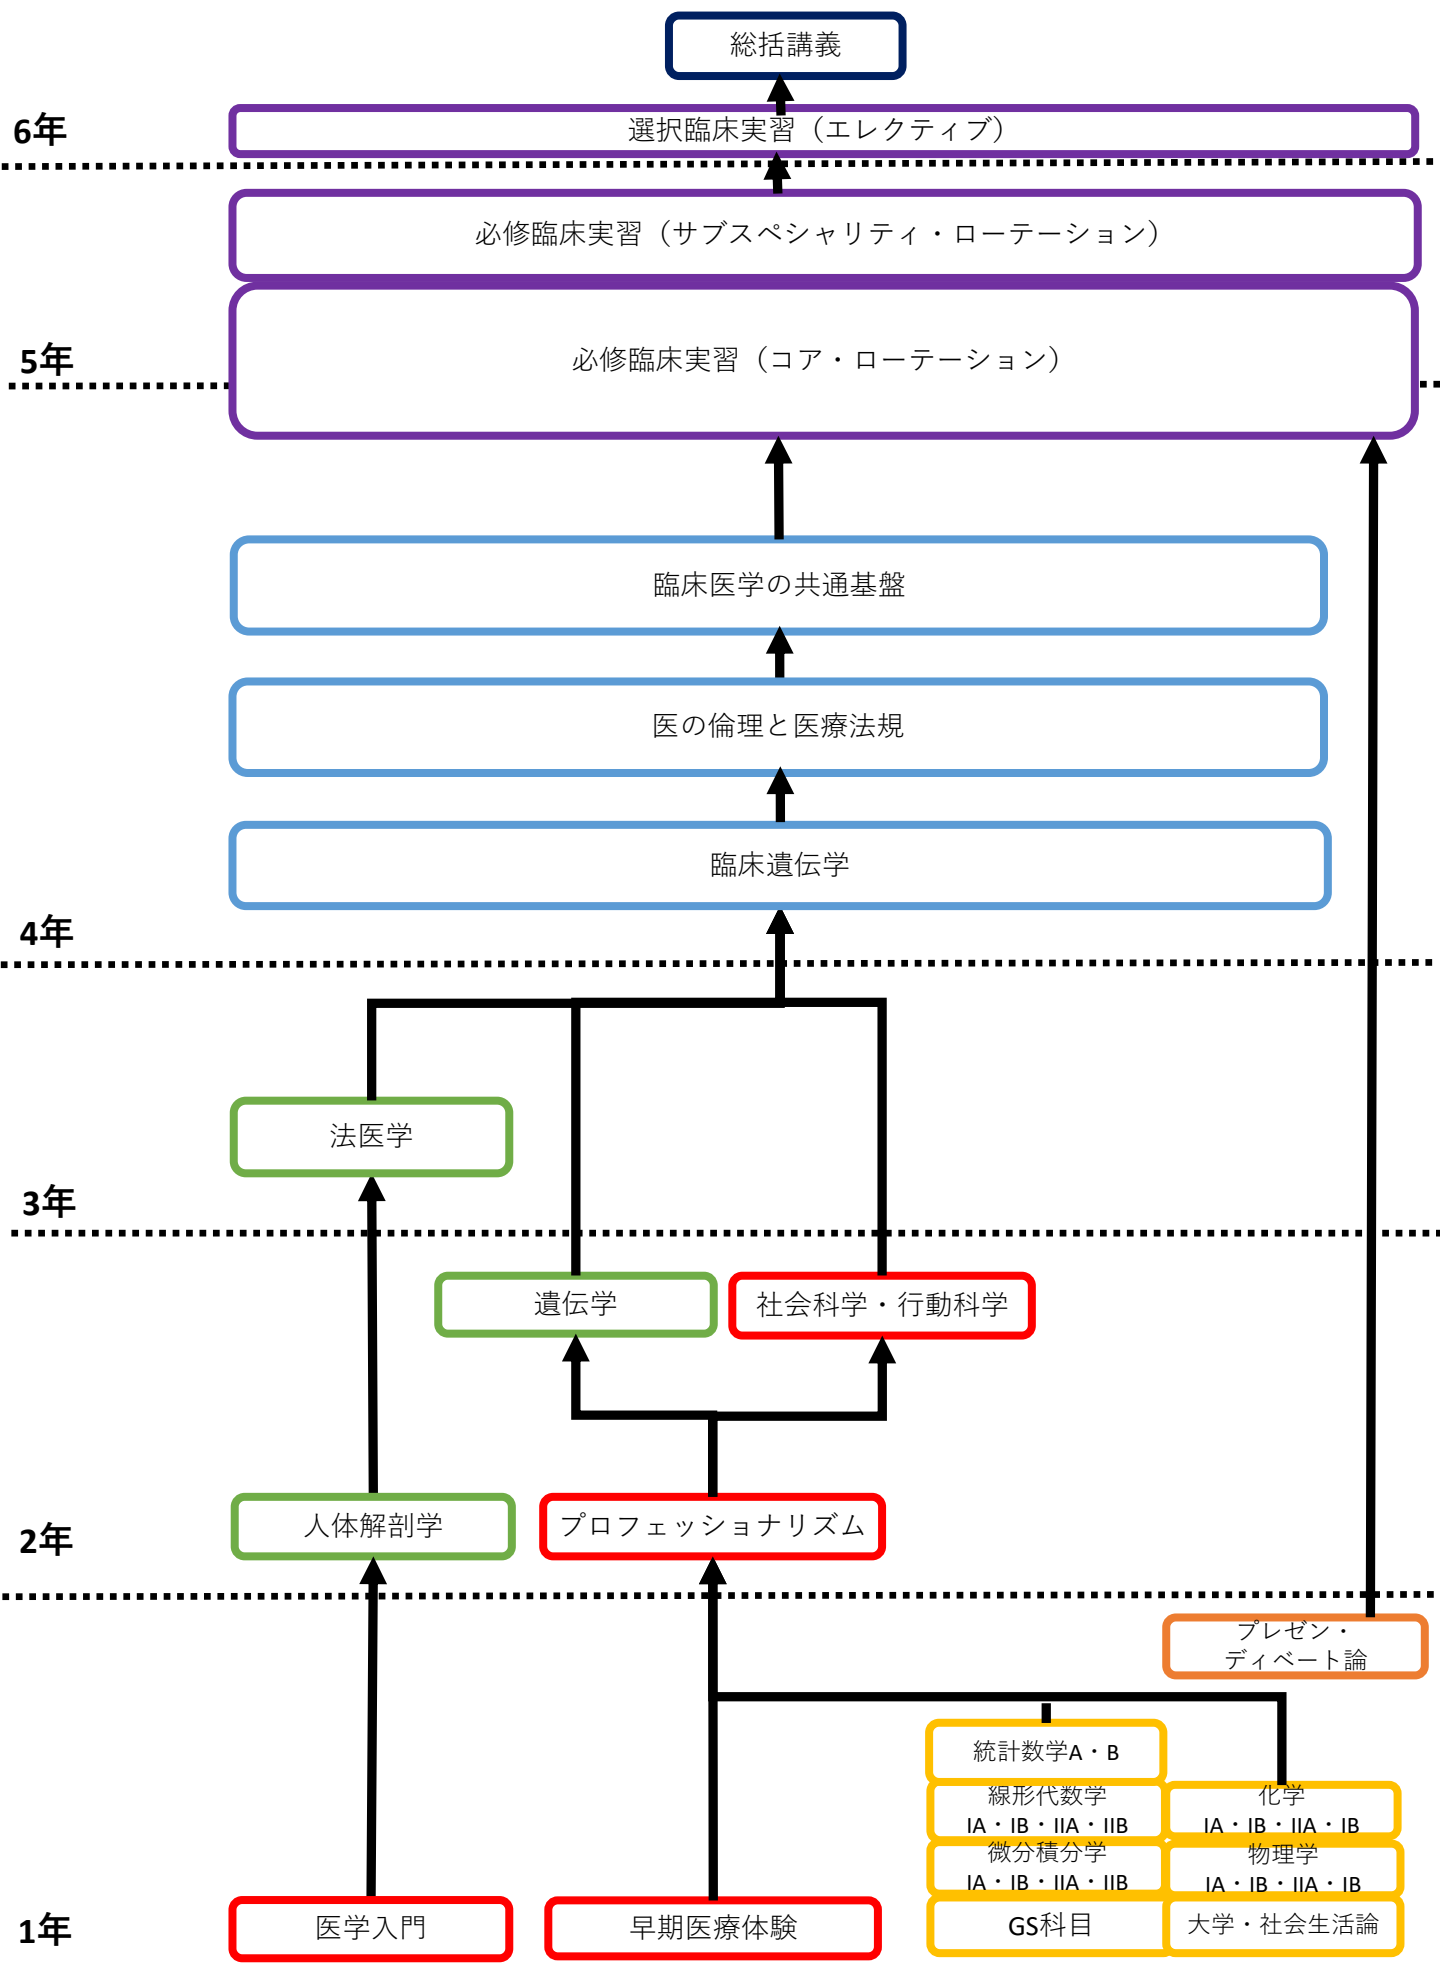 総括講義
6年
選択臨床実習（エレクティブ）
必修臨床実習（サブスペシャリティ・ローテーション）
5年
必修臨床実習（コア・ローテーション）
臨床医学の共通基盤
医の倫理と医療法規
臨床遺伝学
4年
法医学
3年
遺伝学
社会科学・行動科学
人体解剖学
プロフェッショナリズム
2年
プレゼン・
ディベート論
統計数学A・B
線形代数学
IA・IB・IIA・IIB
化学
IA・IB・IIA・IB
微分積分学
IA・IB・IIA・IIB
物理学
IA・IB・IIA・IB
1年
医学入門
早期医療体験
GS科目
大学・社会生活論